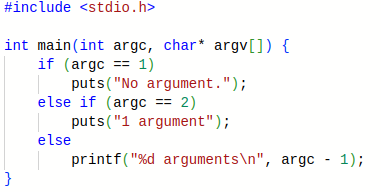 #include <stdio.h>

int main(int argc, char* argv[]) {
    if (argc == 1)
        puts("No argument.");
    else if (argc == 2)
        puts("1 argument");
    else
        printf("%d arguments\n", argc - 1);
}